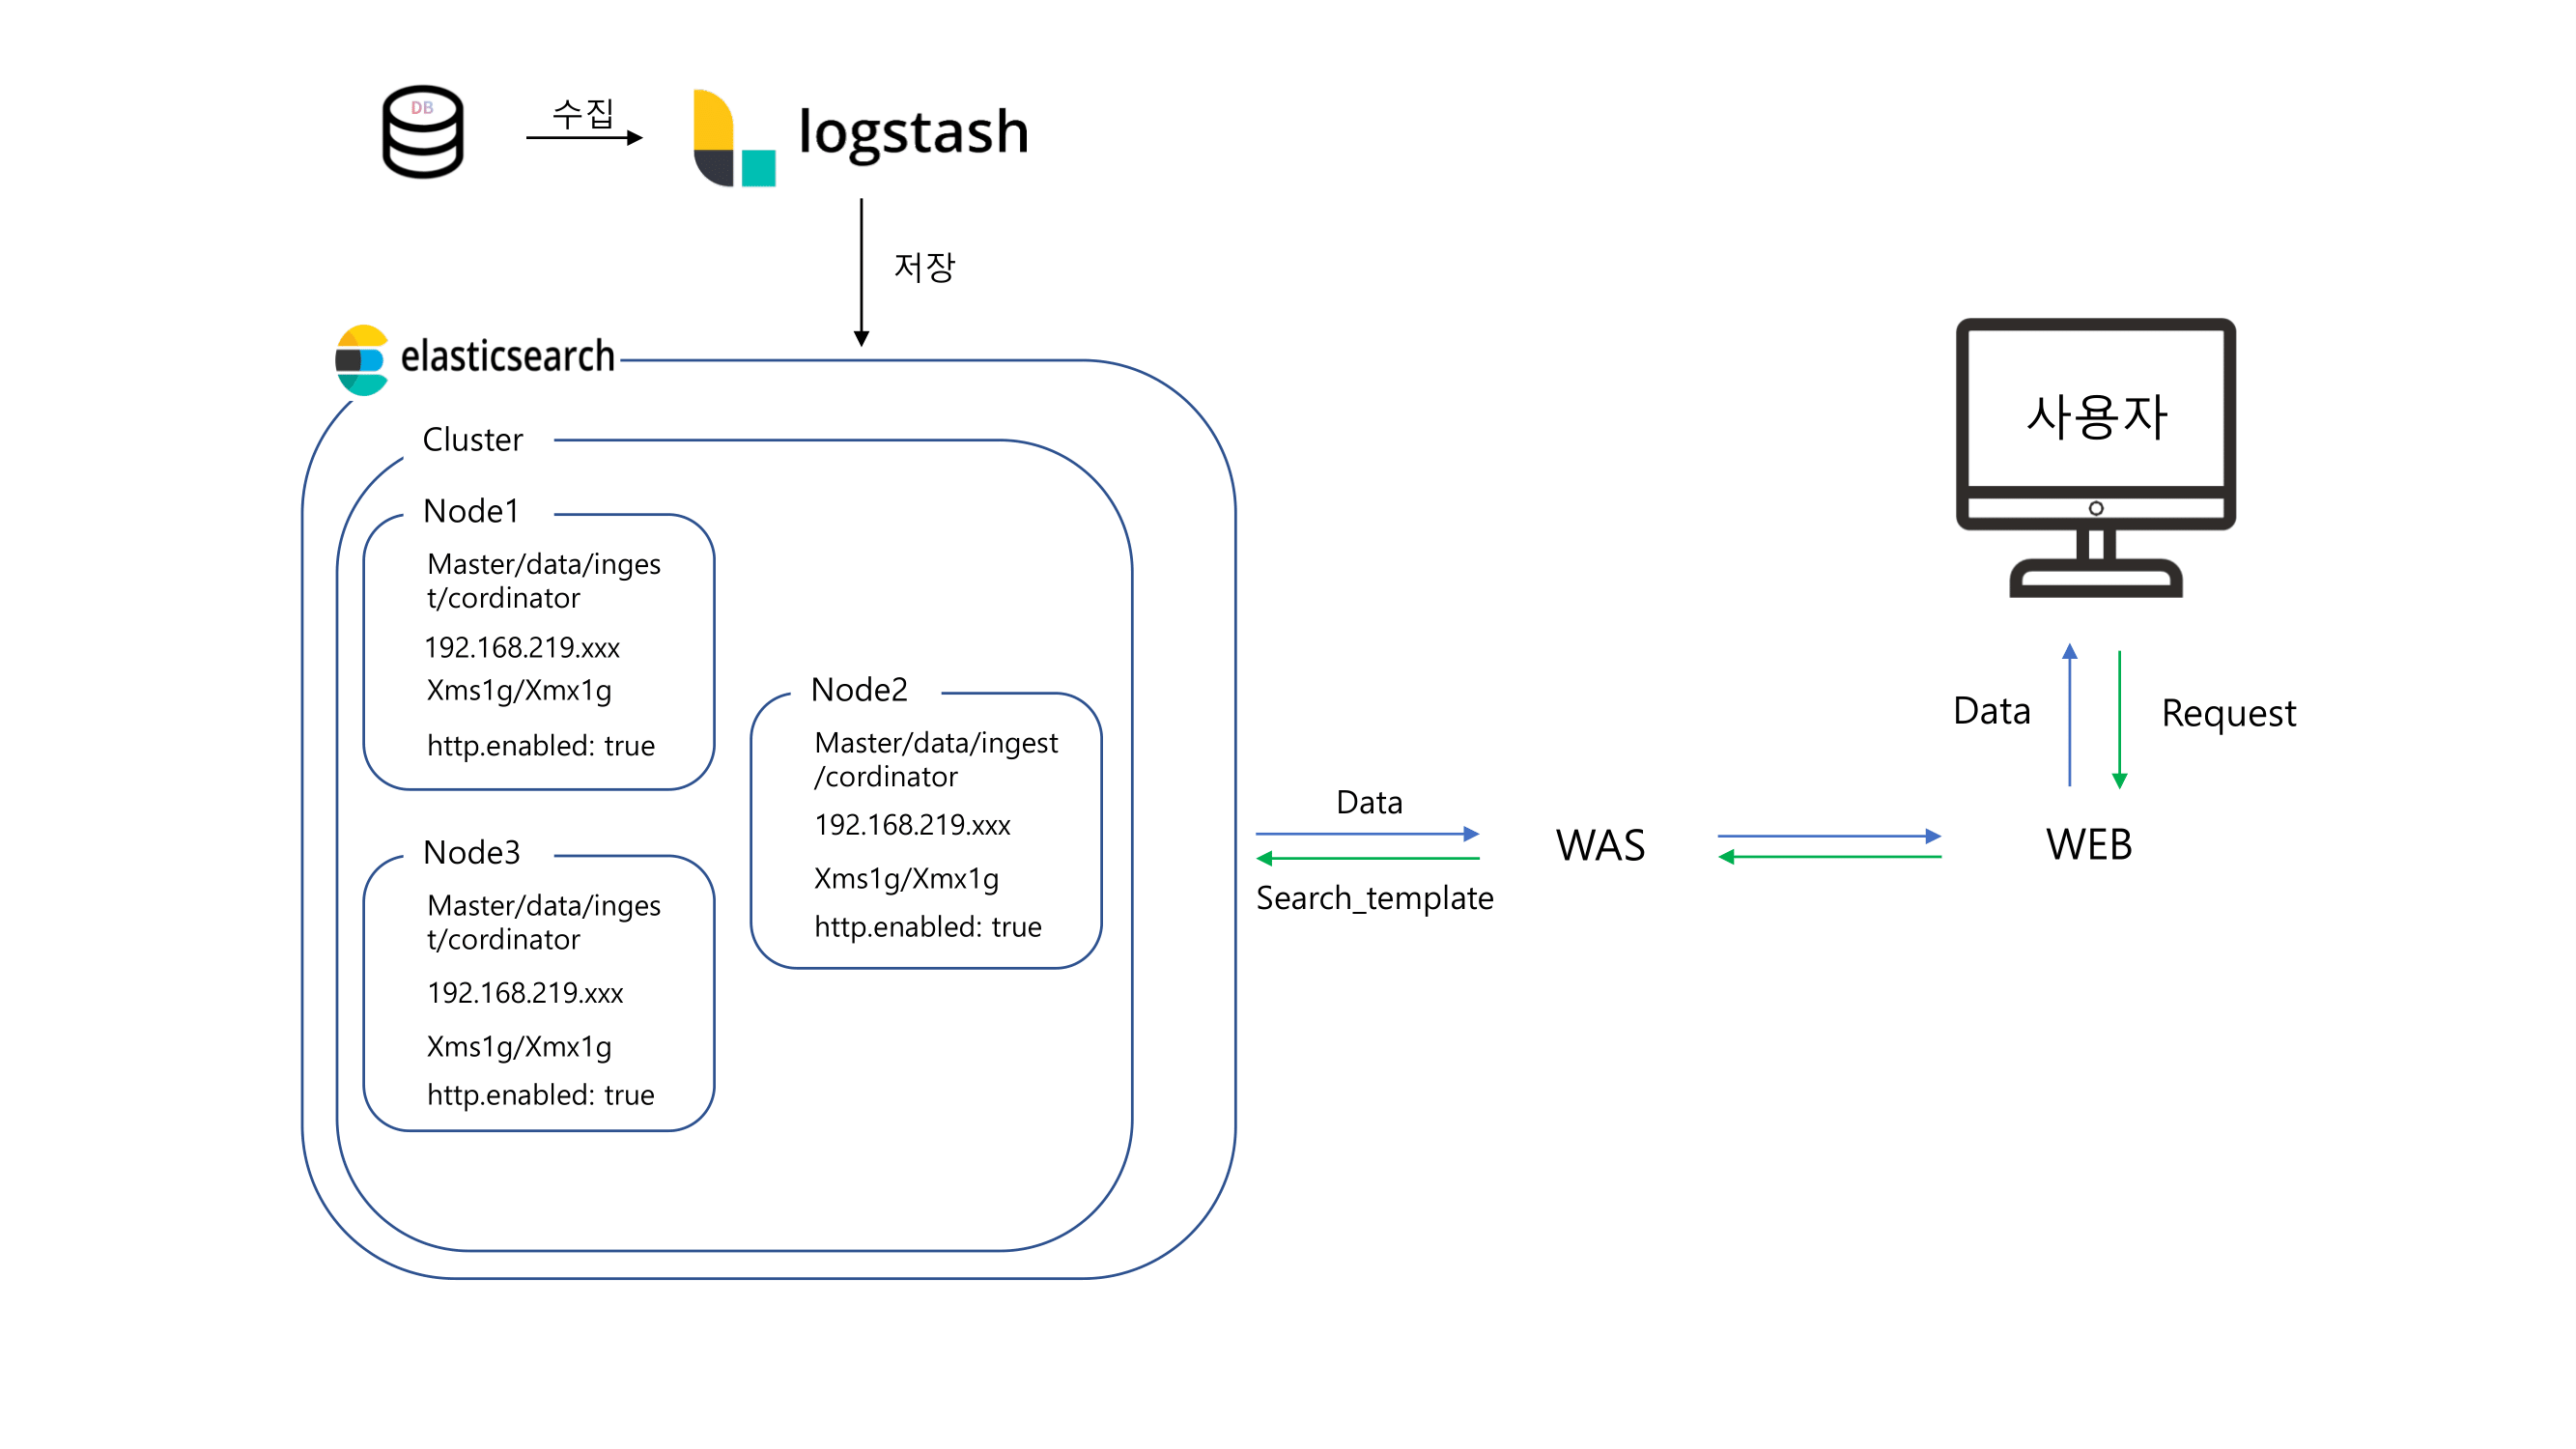 DB
수집
logstash
저장
elasticsearch
Cluster
Node1
Master/data/inges
t/cordinator
192.168.219.xxx
Xms1g/Xmx1g
http.enabled: true
Node2
Master/data/ingest
/cordinator
192.168.219.xxx
Xms1g/Xmx1g
http.enabled: true
Node3
Master/data/inges
t/cordinator
192.168.219.xxx
Xms1g/Xmx1g
http.enabled: true
Data
Search_template
WAS
WEB
Data
Request
사용자